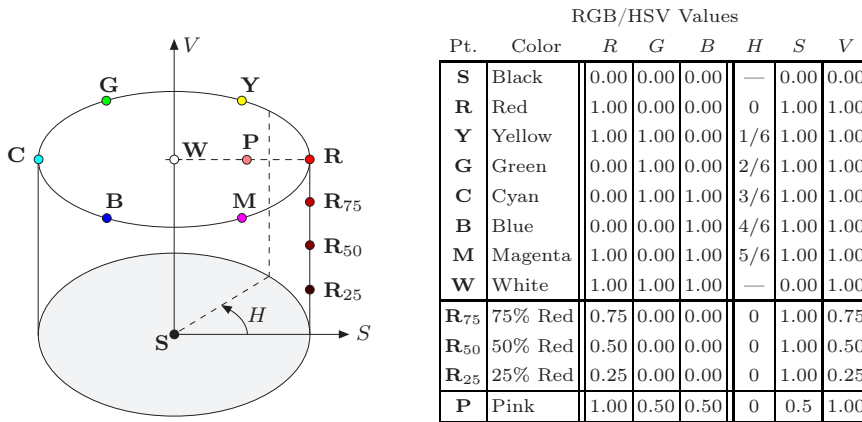 V
G
Y
C
W
P
R
R75
B
M
R50
R25
H
S
S
RGB/HSV Values
Pt. Color R G B H S V
S Black 0.00 0.00 0.00 — 0.00 0.00
R Red 1.00 0.00 0.00 0 1.00 1.00
Y Yellow 1.00 1.00 0.00 1/6 1.00 1.00
G Green 0.00 1.00 0.00 2/6 1.00 1.00
C Cyan 0.00 1.00 1.00 3/6 1.00 1.00
B Blue 0.00 0.00 1.00 4/6 1.00 1.00
M Magenta 1.00 0.00 1.00 5/6 1.00 1.00
W White 1.00 1.00 1.00 — 0.00 1.00
R75 75% Red 0.75 0.00 0.00 0 1.00 0.75
R50 50% Red 0.50 0.00 0.00 0 1.00 0.50
R25 25% Red 0.25 0.00 0.00 0 1.00 0.25
P Pink 1.00 0.50 0.50 0 0.5 1.00